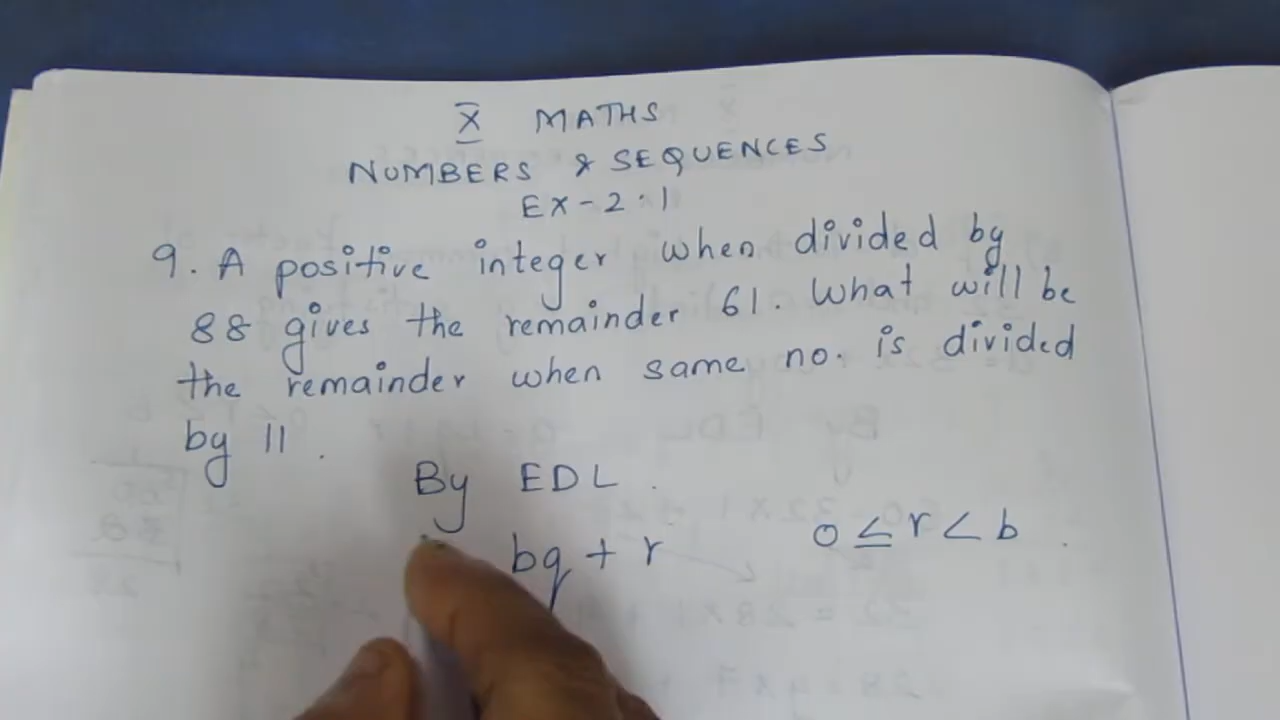 X MATHS
NUMBERS & SEQUENCES
EX-2.1
9. A positive integer when divided by
88 gives the remainder 61. What will be
the remainder when same no. is divided
by 11.
By EDL.
bq + r 0 ≤ r < b.